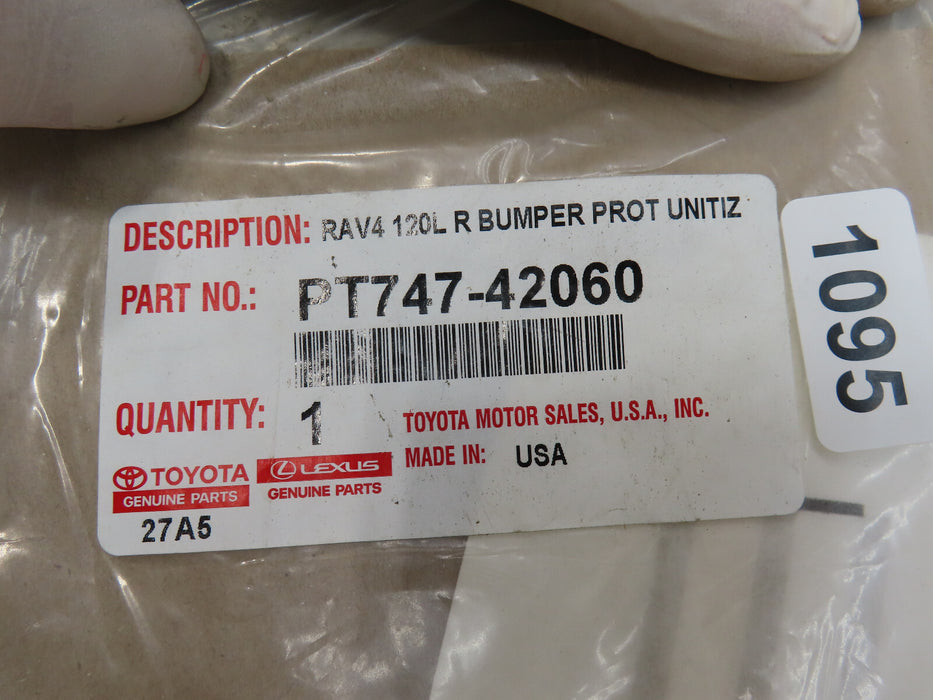 DESCRIPTION: RAV4 120L R BUMPER PROT UNITIZ
PART NO.: PT747-42060
QUANTITY: 1
TOYOTA MOTOR SALES, U.S.A., INC.
MADE IN: USA
TOYOTA
GENUINE PARTS
LEXUS
GENUINE PARTS
27A5
1095